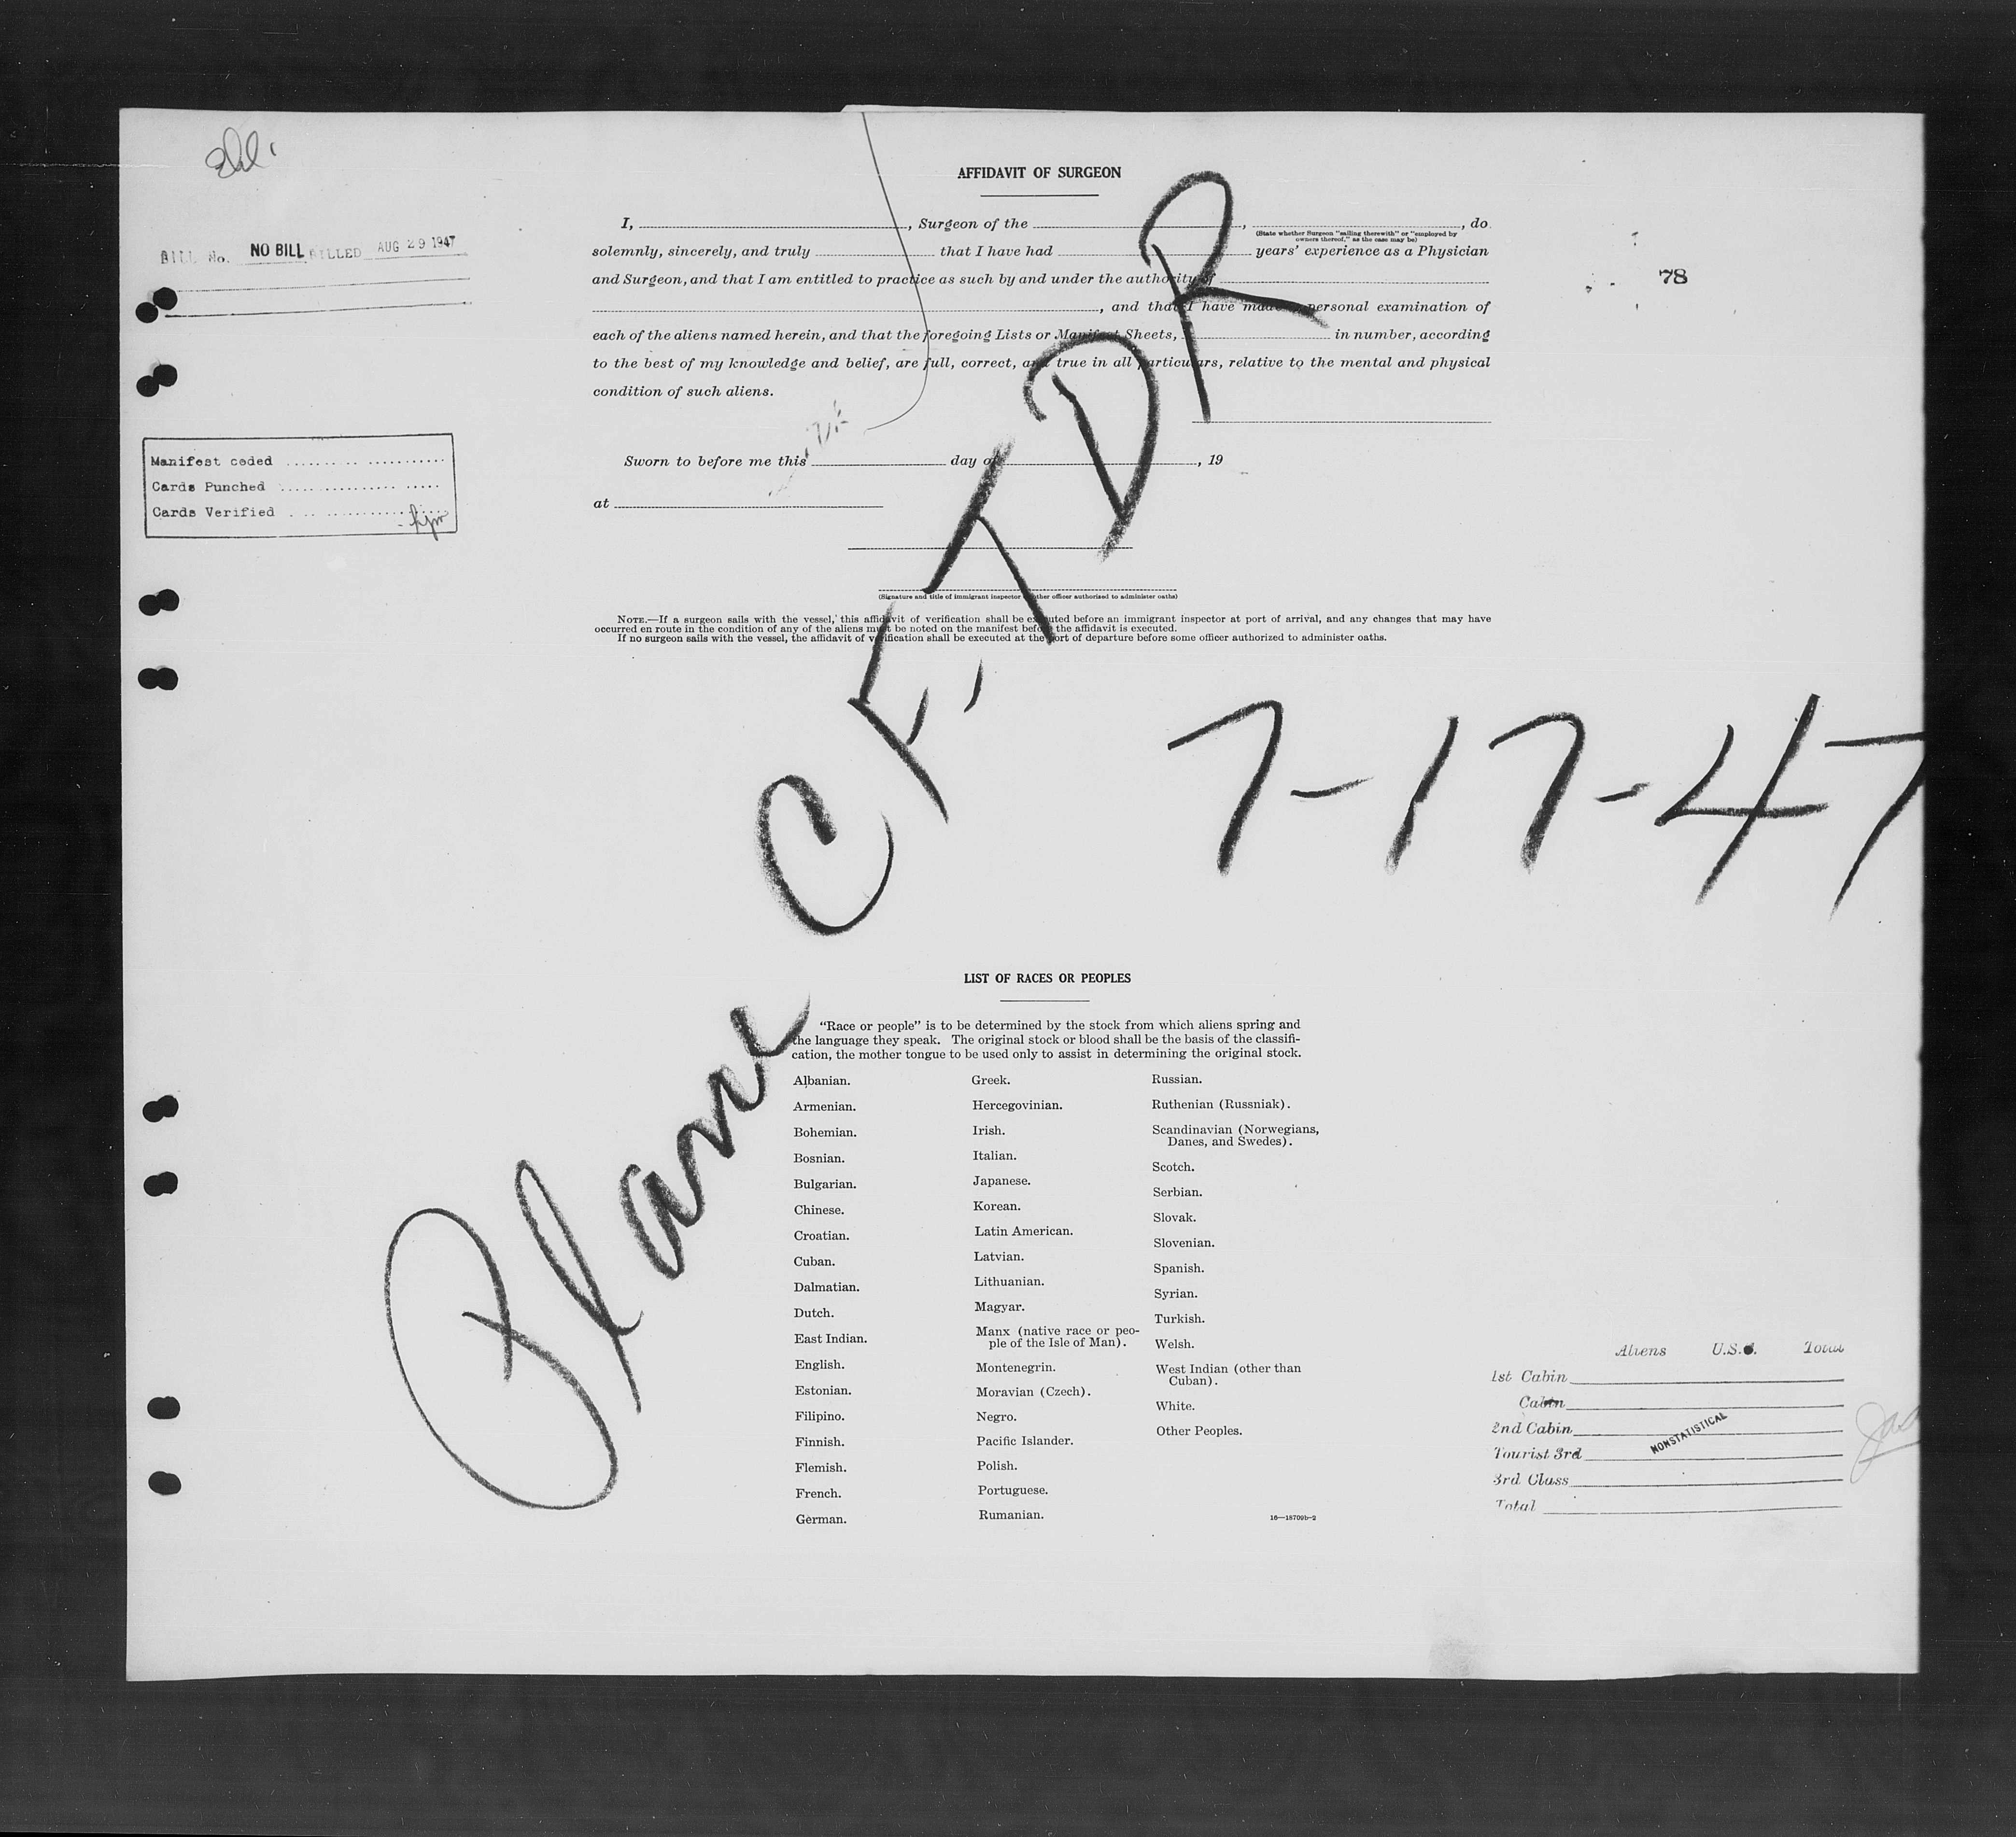 BILL No. NO BILL BILLED AUG 29 1947
Manifest coded
Cards Punched
Cards Verified
78
AFFIDAVIT OF SURGEON
I, , Surgeon of the , , do
(State whether Surgeon "sailing therewith" or "employed by
owners thereof," as the case may be)
solemnly, sincerely, and truly that I have had years' experience as a Physician
and Surgeon, and that I am entitled to practice as such by and under the authority of
, and that I have made a personal examination of
each of the aliens named herein, and that the foregoing Lists or Manifest Sheets, in number, according
to the best of my knowledge and belief, are full, correct, and true in all particulars, relative to the mental and physical
condition of such aliens.
Sworn to before me this day of , 19
at
(Signature and title of immigrant inspector or other officer authorized to administer oaths)
NOTE.—If a surgeon sails with the vessel, this affidavit of verification shall be executed before an immigrant inspector at port of arrival, and any changes that may have
occurred en route in the condition of any of the aliens must be noted on the manifest before the affidavit is executed.
If no surgeon sails with the vessel, the affidavit of verification shall be executed at the port of departure before some officer authorized to administer oaths.
Plane CF-TDR
7-17-47
LIST OF RACES OR PEOPLES
"Race or people" is to be determined by the stock from which aliens spring and
the language they speak. The original stock or blood shall be the basis of the classifi-
cation, the mother tongue to be used only to assist in determining the original stock.
Albanian.
Armenian.
Bohemian.
Bosnian.
Bulgarian.
Chinese.
Croatian.
Cuban.
Dalmatian.
Dutch.
East Indian.
English.
Estonian.
Filipino.
Finnish.
Flemish.
French.
German.
Greek.
Hercegovinian.
Irish.
Italian.
Japanese.
Korean.
Latin American.
Latvian.
Lithuanian.
Magyar.
Manx (native race or peo-
ple of the Isle of Man).
Montenegrin.
Moravian (Czech).
Negro.
Pacific Islander.
Polish.
Portuguese.
Rumanian.
Russian.
Ruthenian (Russniak).
Scandinavian (Norwegians,
Danes, and Swedes).
Scotch.
Serbian.
Slovak.
Slovenian.
Spanish.
Syrian.
Turkish.
Welsh.
West Indian (other than
Cuban).
White.
Other Peoples.
16—18709b-2
Aliens U.S. Total
1st Cabin
Cabin
2nd Cabin
Tourist 3rd
3rd Class
Total
NONSTATISTICAL